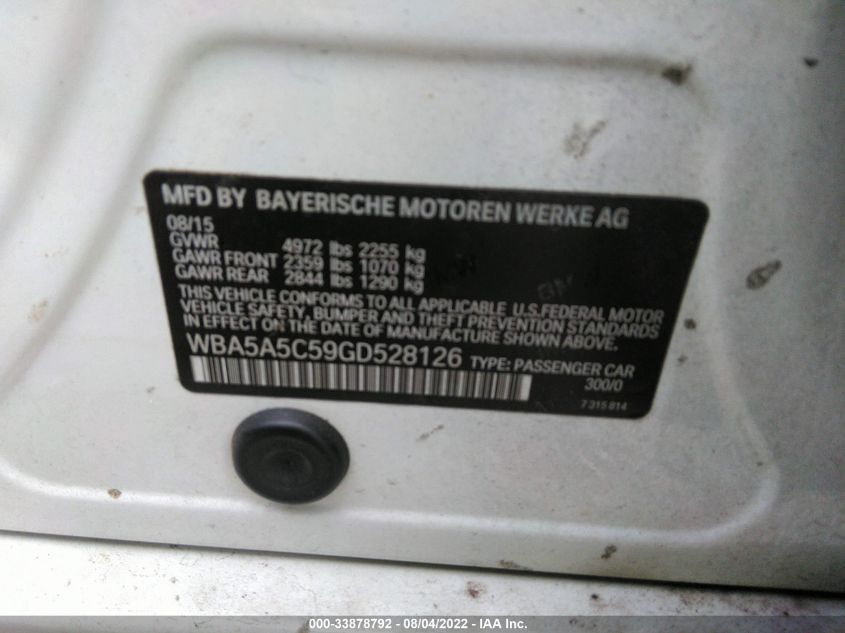 MFD BY BAYERISCHE MOTOREN WERKE AG
08/15
GVWR 4972 lbs 2255 kg
GAWR FRONT 2359 lbs 1070 kg
GAWR REAR 2844 lbs 1290 kg
THIS VEHICLE CONFORMS TO ALL APPLICABLE U.S.FEDERAL MOTOR
VEHICLE SAFETY, BUMPER AND THEFT PREVENTION STANDARDS
IN EFFECT ON THE DATE OF MANUFACTURE SHOWN ABOVE.
WBA5A5C59GD528126 TYPE: PASSENGER CAR
300/0
7 315 814
000-33878792 - 08/04/2022 - IAA Inc.